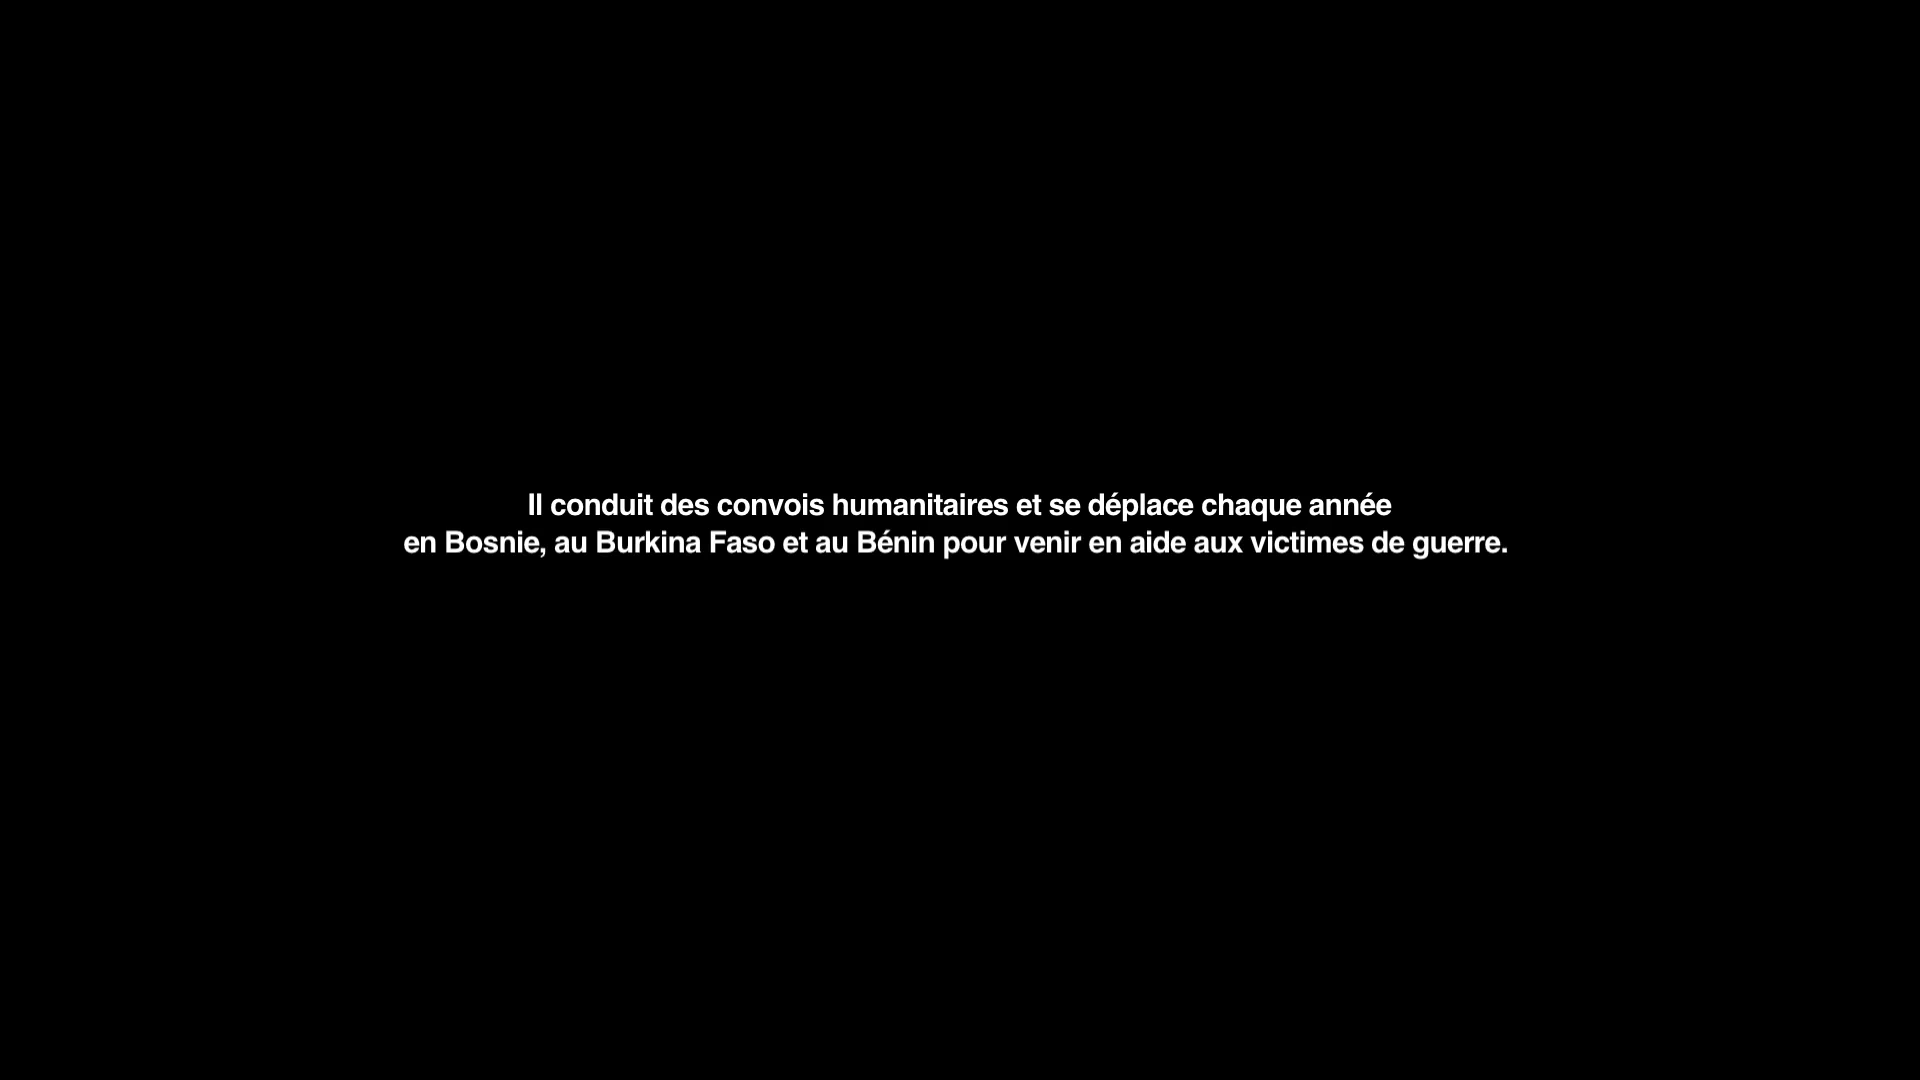 Il conduit des convois humanitaires et se déplace chaque année
en Bosnie, au Burkina Faso et au Bénin pour venir en aide aux victimes de guerre.